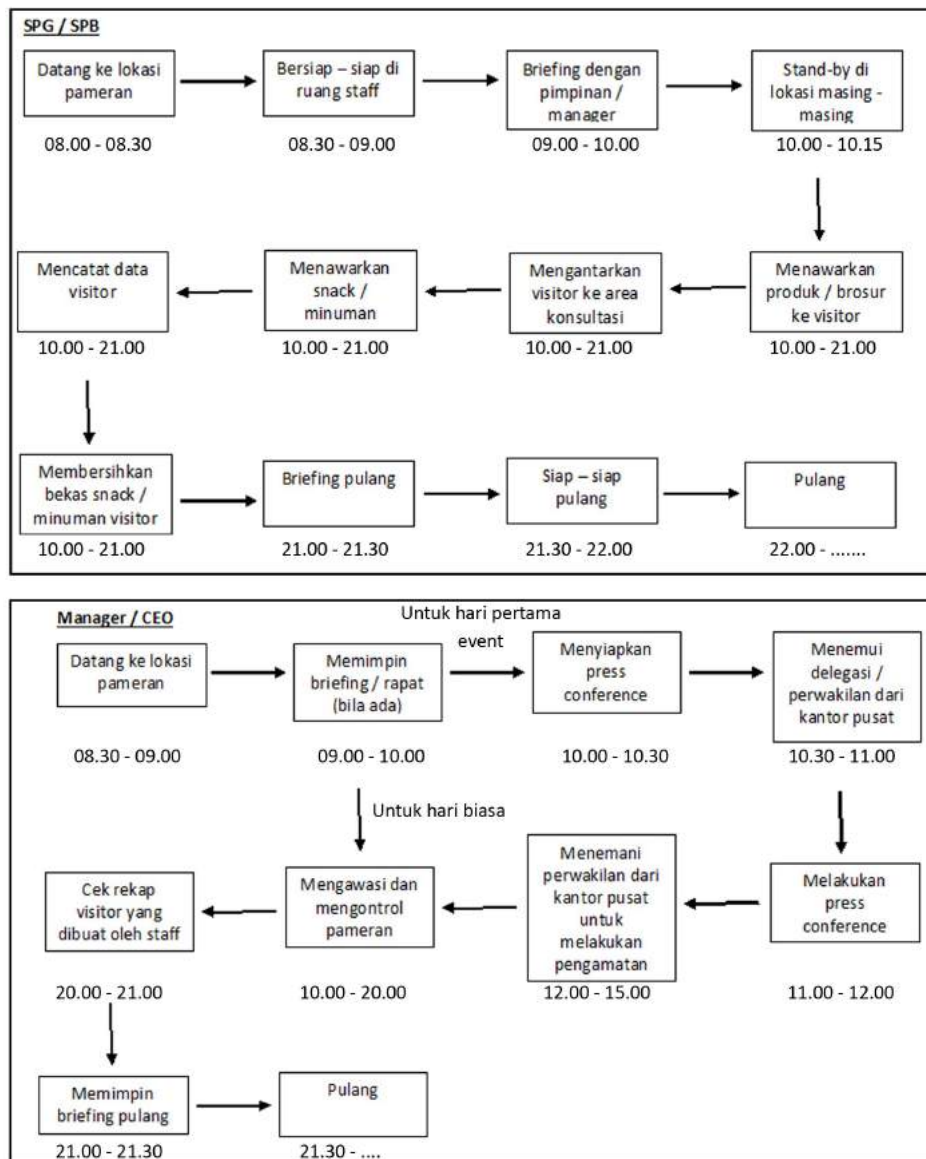 SPG / SPB
Datang ke lokasi
pameran
08.00 - 08.30
Bersiap – siap di
ruang staff
08.30 - 09.00
Briefing dengan
pimpinan /
manager
09.00 - 10.00
Stand-by di
lokasi masing -
masing
10.00 - 10.15
Menawarkan
produk / brosur
ke visitor
10.00 - 21.00
Mengantarkan
visitor ke area
konsultasi
10.00 - 21.00
Menawarkan
snack /
minuman
10.00 - 21.00
Mencatat data
visitor
10.00 - 21.00
Membersihkan
bekas snack /
minuman visitor
10.00 - 21.00
Briefing pulang
21.00 - 21.30
Siap – siap
pulang
21.30 - 22.00
Pulang
22.00 - .......
Manager / CEO
Datang ke lokasi
pameran
08.30 - 09.00
Memimpin
briefing / rapat
(bila ada)
09.00 - 10.00
Untuk hari pertama
event
Menyiapkan
press
conference
10.00 - 10.30
Menemui
delegasi /
perwakilan dari
kantor pusat
10.30 - 11.00
Melakukan
press
conference
11.00 - 12.00
Menemani
perwakilan dari
kantor pusat
untuk
melakukan
pengamatan
12.00 - 15.00
Untuk hari biasa
Mengawasi dan
mengontrol
pameran
10.00 - 20.00
Cek rekap
visitor yang
dibuat oleh staff
20.00 - 21.00
Memimpin
briefing pulang
21.00 - 21.30
Pulang
21.30 - ....